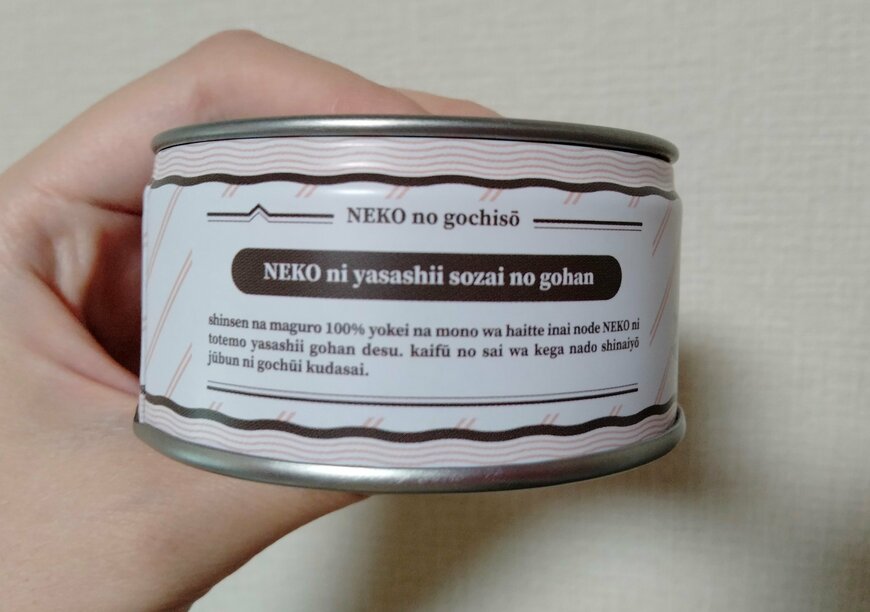 NEKO no gochisō
NEKO ni yasashii sozai no gohan
shinsen na maguro 100% yokei na mono wa haitte inai node NEKO ni
totemo yasashii gohan desu. kaifū no sai wa kega nado shinaiyō
jūbun ni gochūi kudasai.